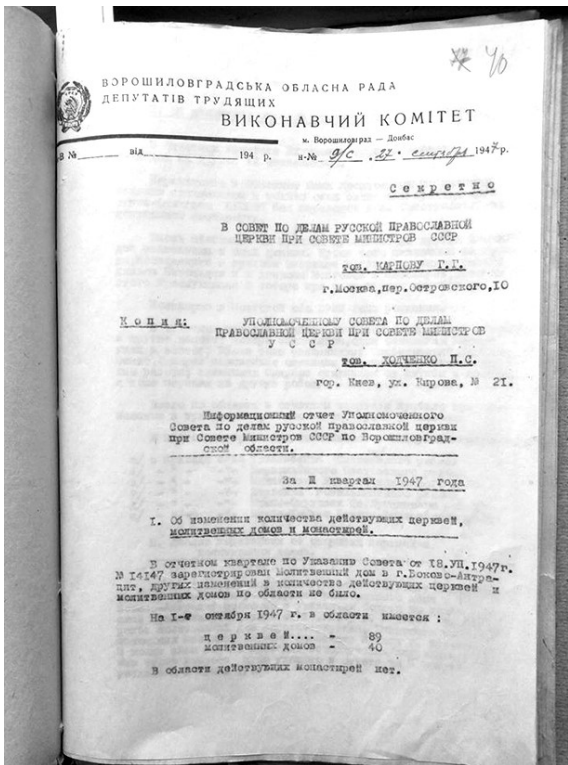 40
ВОРОШИЛОВГРАДСЬКА ОБЛАСНА РАДА
ДЕПУТАТІВ ТРУДЯЩИХ
ВИКОНАВЧИЙ КОМІТЕТ
м. Ворошиловград — Донбас
В № від 194 р. н-№ 9/с . 27 " сентября 1947 р.
Секретно
В СОВЕТ ПО ДЕЛАМ РУССКОЙ ПРАВОСЛАВНОЙ
ЦЕРКВИ ПРИ СОВЕТЕ МИНИСТРОВ СССР
тов. КАРПОВУ Г.Г.
г.Москва,пер.Островского,10
Копия: УПОЛНОМОЧЕННОМУ СОВЕТА ПО ДЕЛАМ
ПРАВОСЛАВНОЙ ЦЕРКВИ ПРИ СОВЕТЕ МИНИСТРОВ
УССР
тов. ХОДЧЕНКО П.С.
гор. Киев, ул. Кирова, № 21.
Информационный отчет Уполномоченного
Совета по делам русской православной церкви
при Совете Министров СССР по Ворошиловград-
ской области.
За III квартал 1947 года
I. Об изменении количества действующих церквей,
молитвенных домов и монастырей.
В отчетном квартале по Указанию Совета от 18.УП.1947г.
№ 14147 зарегистрирован Молитвенный дом в г.Боково-Антра-
цит, других изменений в количества действующих церквей и
молитвенных домов по области не было.
На I-е октября 1947 г. в области имеется :
церквей.... - 89
молитвенных домов - 40
В области действующих монастырей нет.